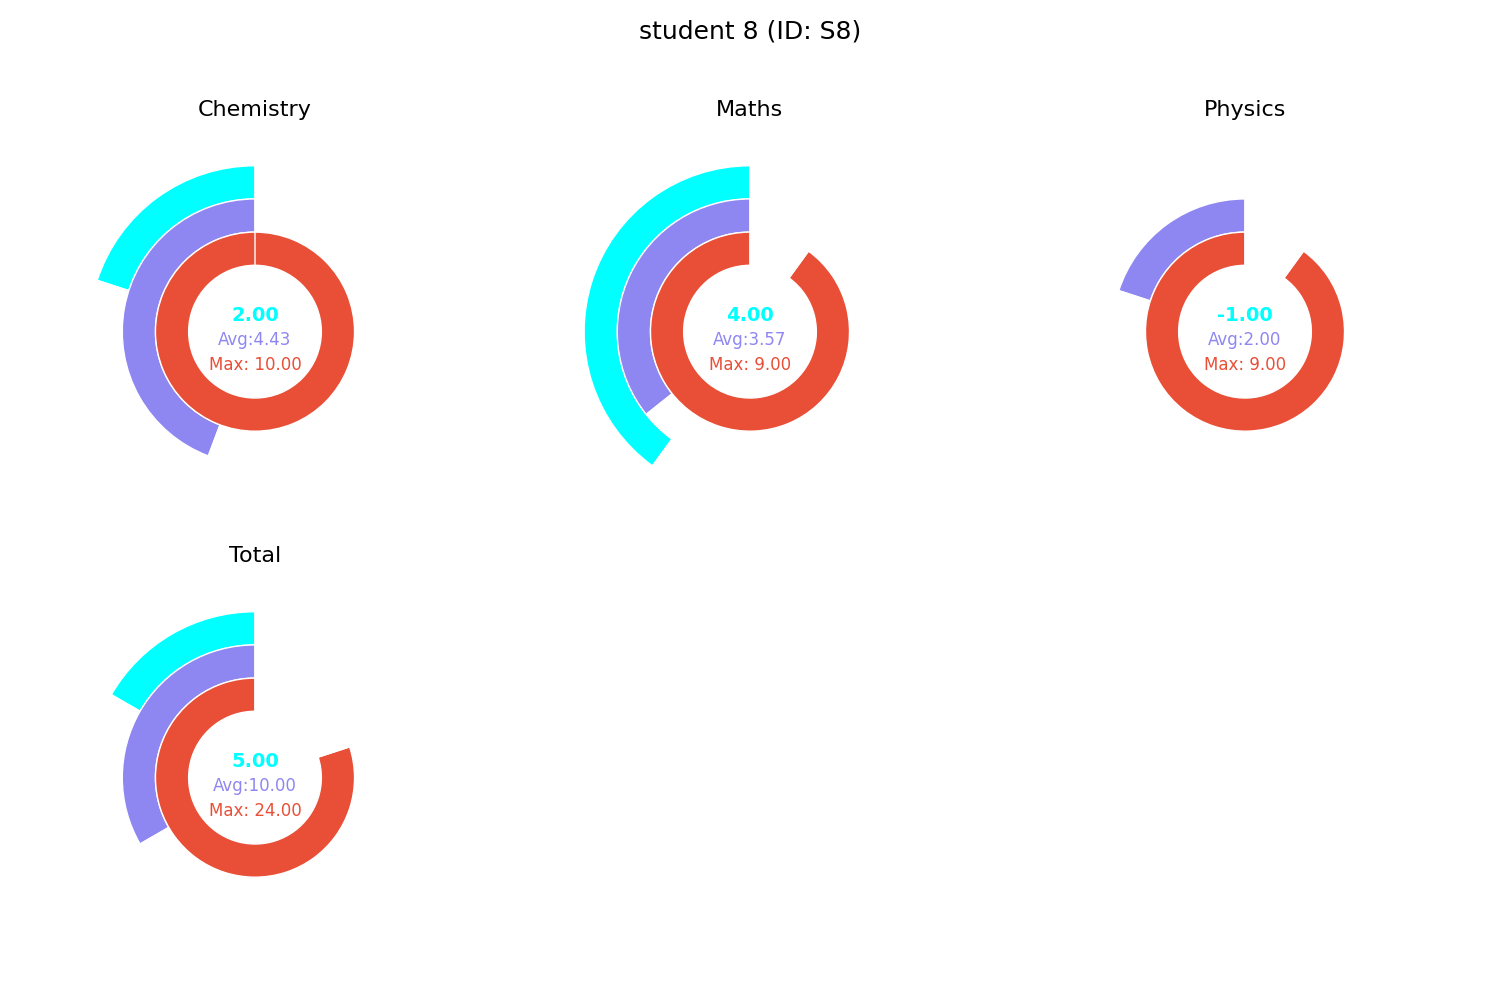 student 8 (ID: S8)
Chemistry
2.00
Avg:4.43
Max: 10.00
Maths
4.00
Avg:3.57
Max: 9.00
Physics
-1.00
Avg:2.00
Max: 9.00
Total
5.00
Avg:10.00
Max: 24.00